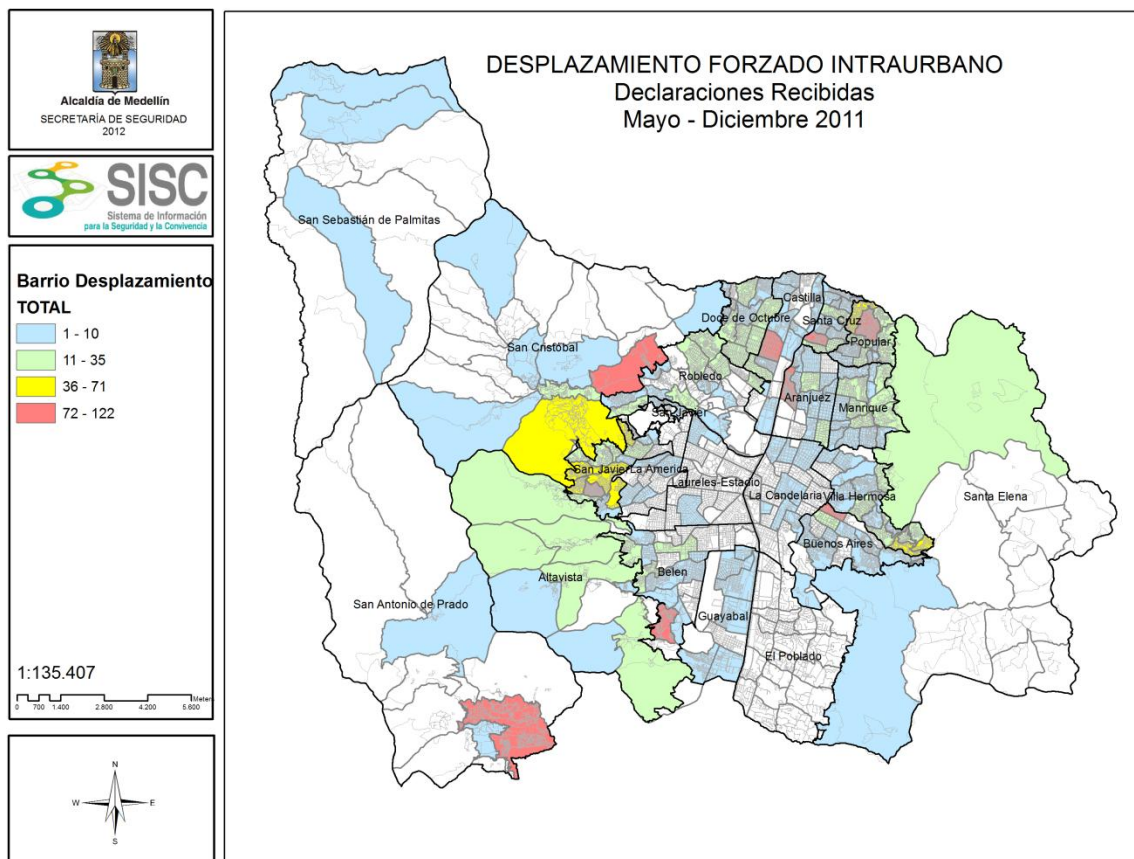 Alcaldía de Medellín
SECRETARÍA DE SEGURIDAD
2012
SISC
Sistema de Información
para la Seguridad y la Convivencia
Barrio Desplazamiento
TOTAL
1 - 10
11 - 35
36 - 71
72 - 122
1:135.407
Meters
0 700 1.400 2.800 4.200 5.600
N
W E
S
DESPLAZAMIENTO FORZADO INTRAURBANO
Declaraciones Recibidas
Mayo - Diciembre 2011
San Sebastián de Palmitas
Castilla
Doce de Octubre
Santa Cruz
San Cristóbal
Popular
Robledo
Aranjuez
Manrique
San Javier
San Javier
La America
Laureles-Estadio
La Candelaria
Villa Hermosa
Santa Elena
Buenos Aires
Altavista
Belen
San Antonio de Prado
Guayabal
El Poblado